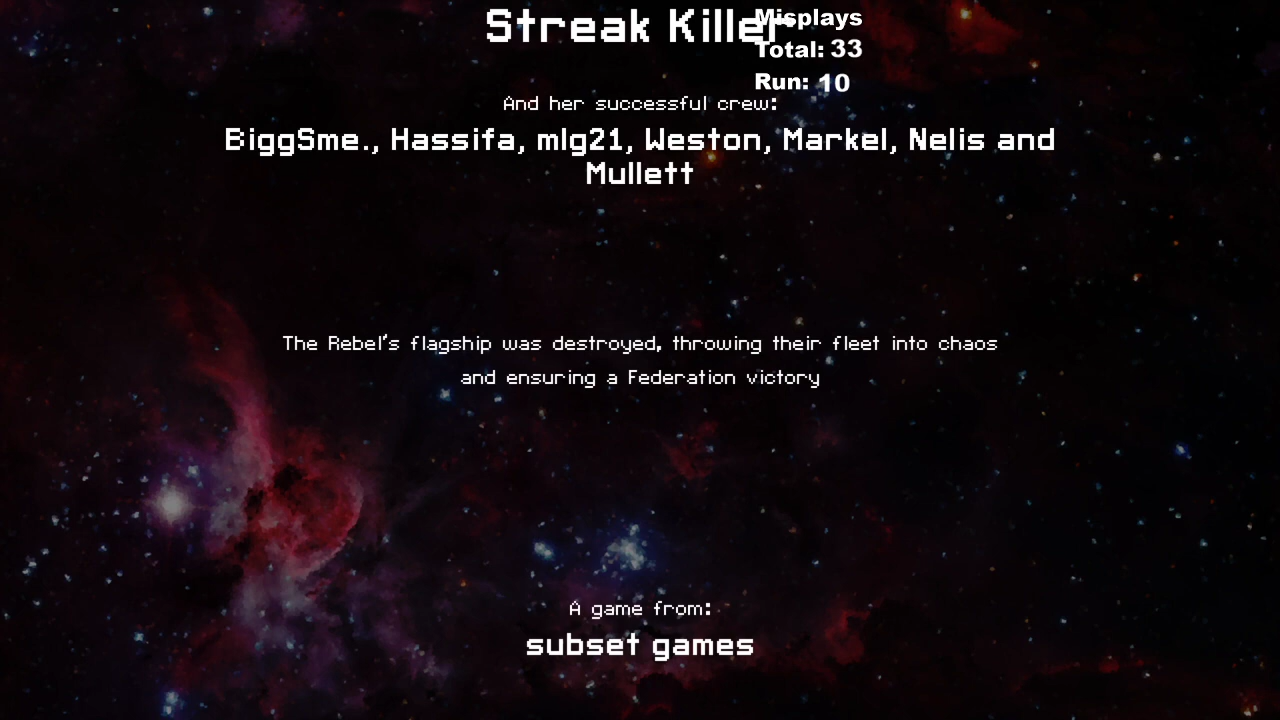 Streak Killer
Misplays
Total: 33
Run: 10
And her successful crew:
BiggSme., Hassifa, mlg21, Weston, Markel, Nelis and
Mullett
The Rebel's flagship was destroyed, throwing their fleet into chaos
and ensuring a Federation victory
A game from:
subset games